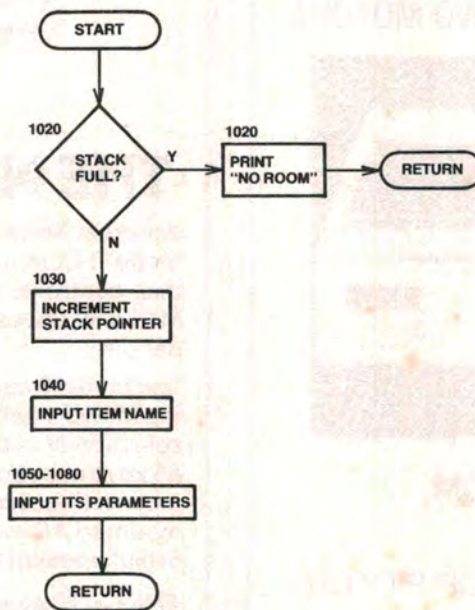 START
1020
STACK
FULL?
Y
1020
PRINT
"NO ROOM"
RETURN
N
1030
INCREMENT
STACK POINTER
1040
INPUT ITEM NAME
1050-1080
INPUT ITS PARAMETERS
RETURN